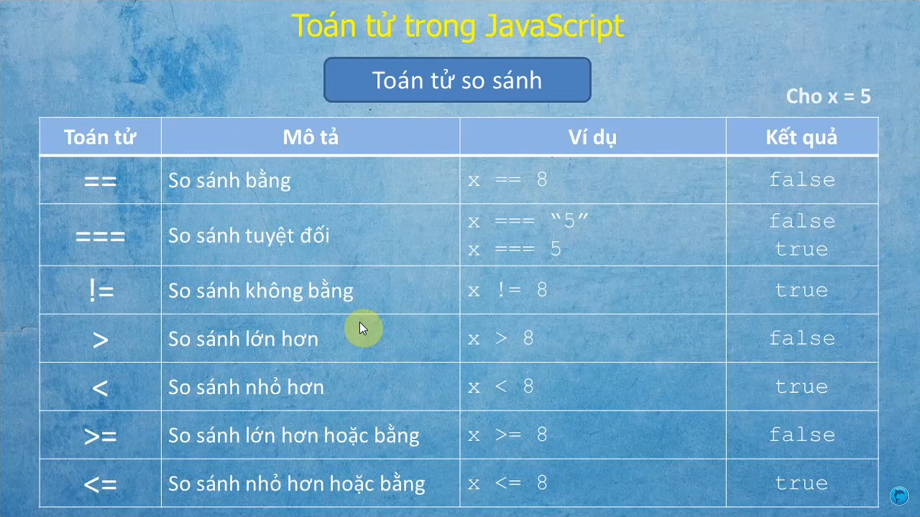 Toán tử trong JavaScript
Toán tử so sánh
Cho x = 5
Toán tử Mô tả Ví dụ Kết quả
== So sánh bằng x == 8 false
=== So sánh tuyệt đối x === “5” false
x === 5 true
!= So sánh không bằng x != 8 true
> So sánh lớn hơn x > 8 false
< So sánh nhỏ hơn x < 8 true
>= So sánh lớn hơn hoặc bằng x >= 8 false
<= So sánh nhỏ hơn hoặc bằng x <= 8 true